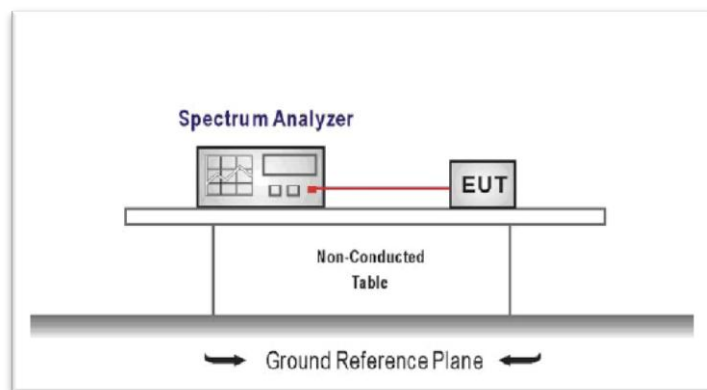 Spectrum Analyzer
EUT
Non-Conducted
Table
Ground Reference Plane